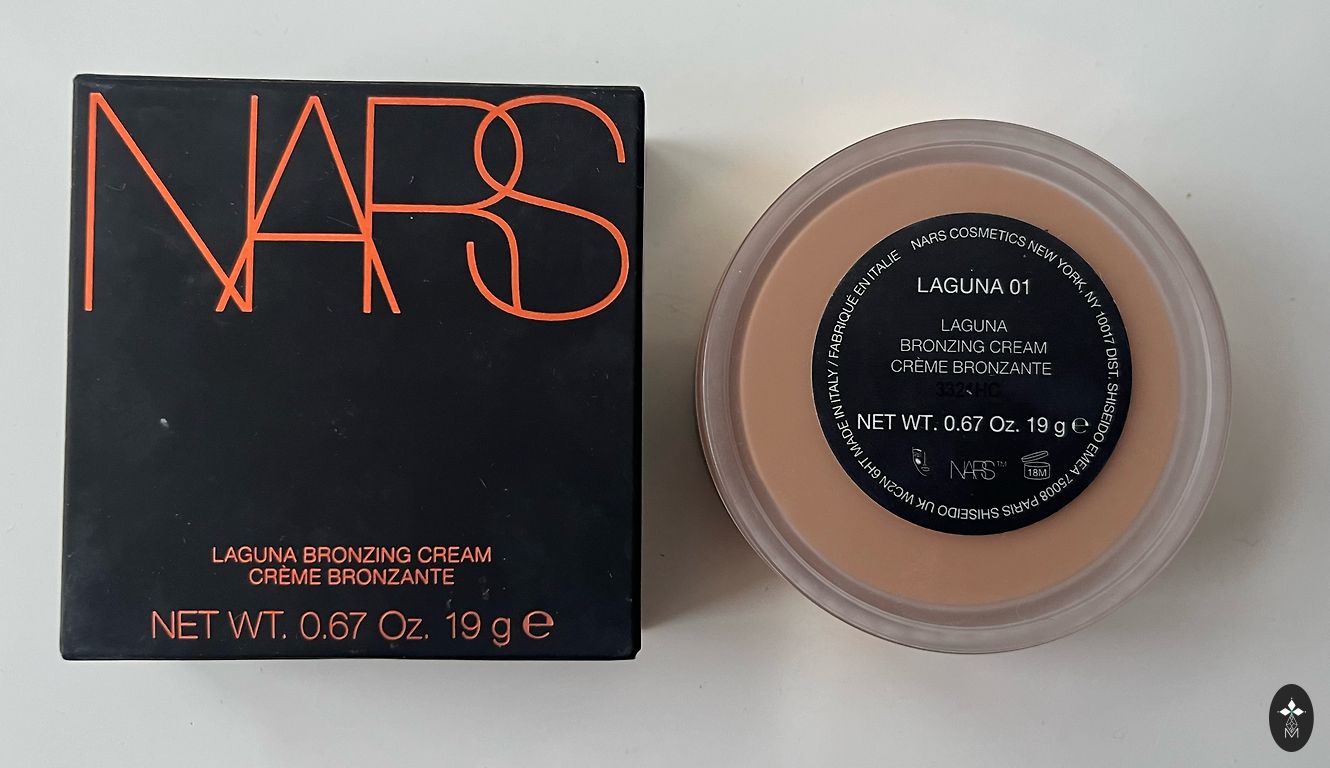 NARS
LAGUNA BRONZING CREAM
CRÈME BRONZANTE
NET WT. 0.67 Oz. 19 g ℮
NARS COSMETICS NEW YORK, NY 10017 DIST. SHISEIDO EMEA 75008 PARIS SHISEIDO UK WC2N 6HT MADE IN ITALY / FABRIQUÉ EN ITALIE
LAGUNA 01
LAGUNA
BRONZING CREAM
CRÈME BRONZANTE
NET WT. 0.67 Oz. 19 g ℮
NARS™
18M
M